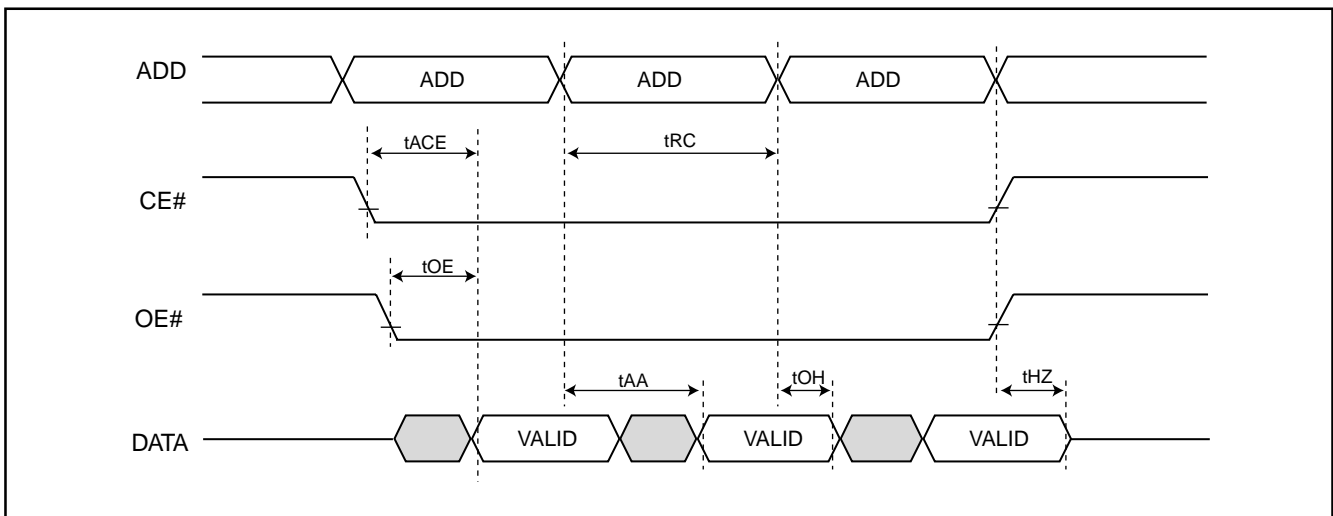 ADD ADD ADD ADD
tACE tRC
CE#
tOE
OE#
tAA tOH tHZ
DATA VALID VALID VALID